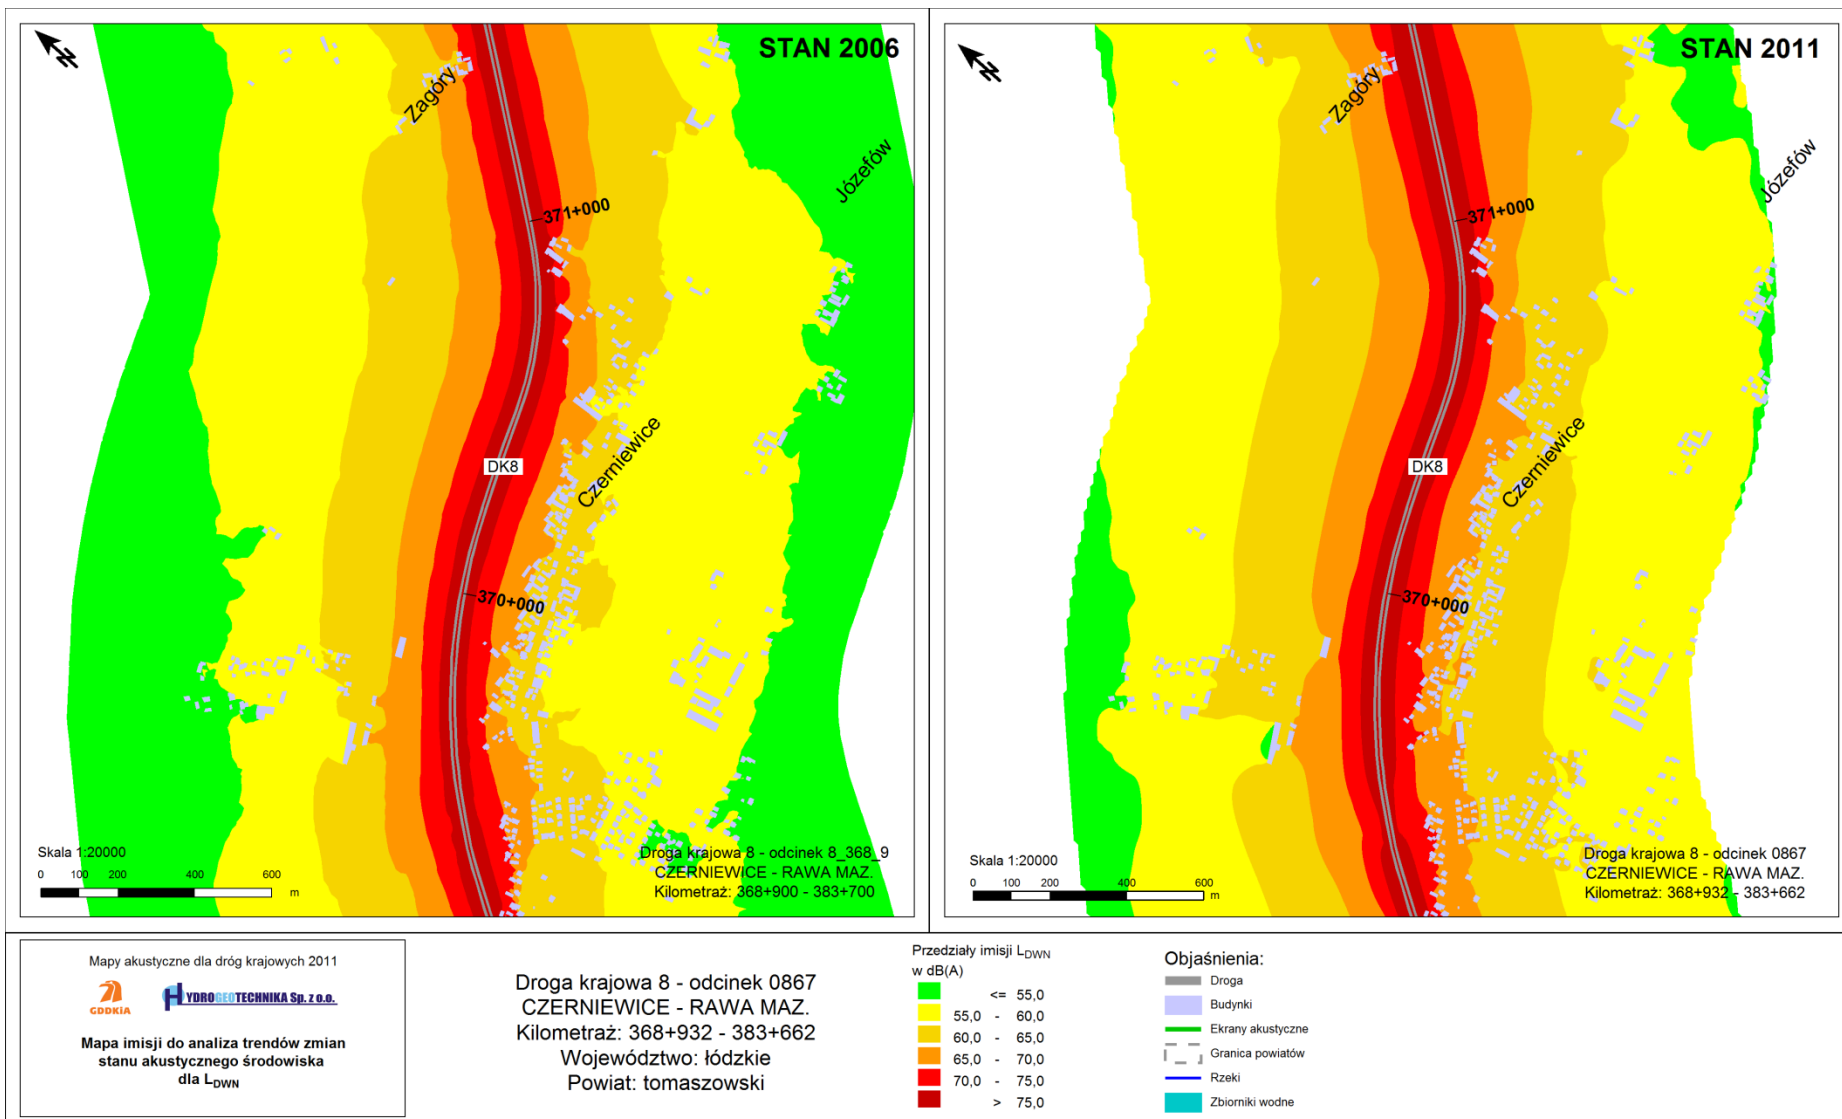 N
STAN 2006
Zagóry
Józefów
371+000
DK8
Czerniewice
370+000
Skala 1:20000
0 100 200 400 600
m
Droga krajowa 8 - odcinek 8_368_9
CZERNIEWICE - RAWA MAZ.
Kilometraż: 368+900 - 383+700
N
STAN 2011
Zagóry
Józefów
371+000
DK8
Czerniewice
370+000
Skala 1:20000
0 100 200 400 600
m
Droga krajowa 8 - odcinek 0867
CZERNIEWICE - RAWA MAZ.
Kilometraż: 368+932 - 383+662
Mapy akustyczne dla dróg krajowych 2011
GDDKiA
HYDROGEOTECHNIKA Sp. z o.o.
Mapa imisji do analiza trendów zmian
stanu akustycznego środowiska
dla LDWN
Droga krajowa 8 - odcinek 0867
CZERNIEWICE - RAWA MAZ.
Kilometraż: 368+932 - 383+662
Województwo: łódzkie
Powiat: tomaszowski
Przedziały imisji LDWN
w dB(A)
<= 55,0
55,0 - 60,0
60,0 - 65,0
65,0 - 70,0
70,0 - 75,0
> 75,0
Objaśnienia:
Droga
Budynki
Ekrany akustyczne
Granica powiatów
Rzeki
Zbiorniki wodne